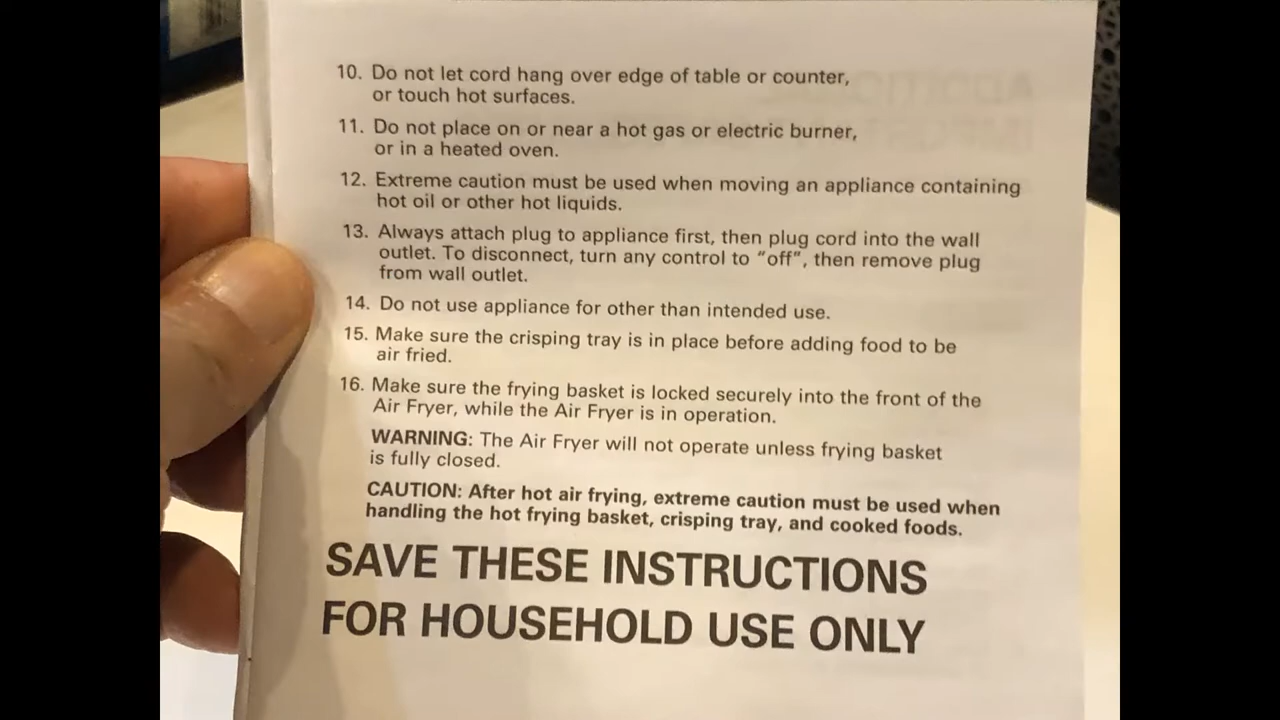 10. Do not let cord hang over edge of table or counter,
or touch hot surfaces.
11. Do not place on or near a hot gas or electric burner,
or in a heated oven.
12. Extreme caution must be used when moving an appliance containing
hot oil or other hot liquids.
13. Always attach plug to appliance first, then plug cord into the wall
outlet. To disconnect, turn any control to “off”, then remove plug
from wall outlet.
14. Do not use appliance for other than intended use.
15. Make sure the crisping tray is in place before adding food to be
air fried.
16. Make sure the frying basket is locked securely into the front of the
Air Fryer, while the Air Fryer is in operation.
WARNING: The Air Fryer will not operate unless frying basket
is fully closed.
CAUTION: After hot air frying, extreme caution must be used when
handling the hot frying basket, crisping tray, and cooked foods.
SAVE THESE INSTRUCTIONS
FOR HOUSEHOLD USE ONLY